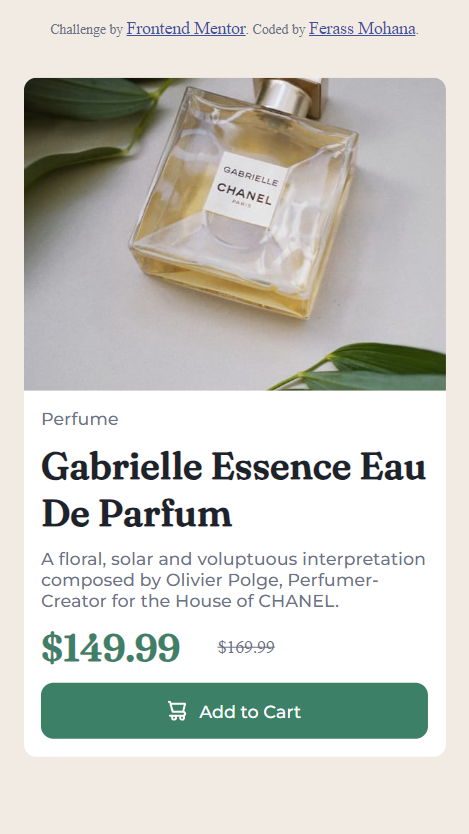 Challenge by Frontend Mentor. Coded by Ferass Mohana.
GABRIELLE
CHANEL
PARIS
Perfume
Gabrielle Essence Eau
De Parfum
A floral, solar and voluptuous interpretation
composed by Olivier Polge, Perfumer-
Creator for the House of CHANEL.
$149.99 $169.99
Add to Cart